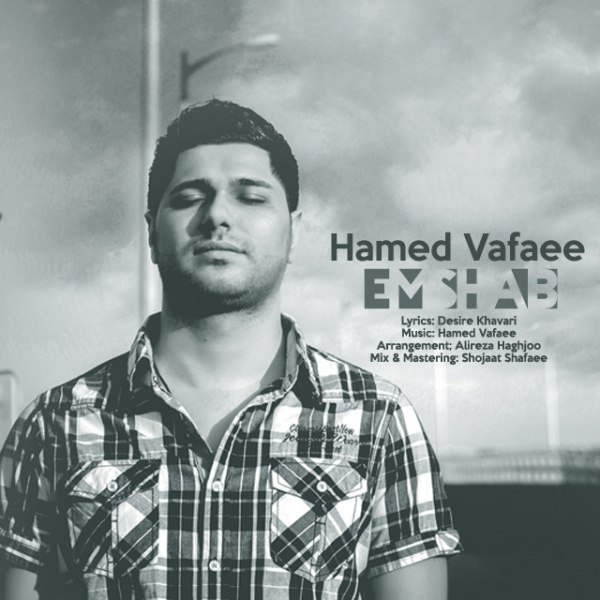 Hamed Vafaee
EMSHAB
Lyrics: Desire Khavari
Music: Hamed Vafaee
Arrangement; Alireza Haghjoo
Mix & Mastering: Shojaat Shafaee